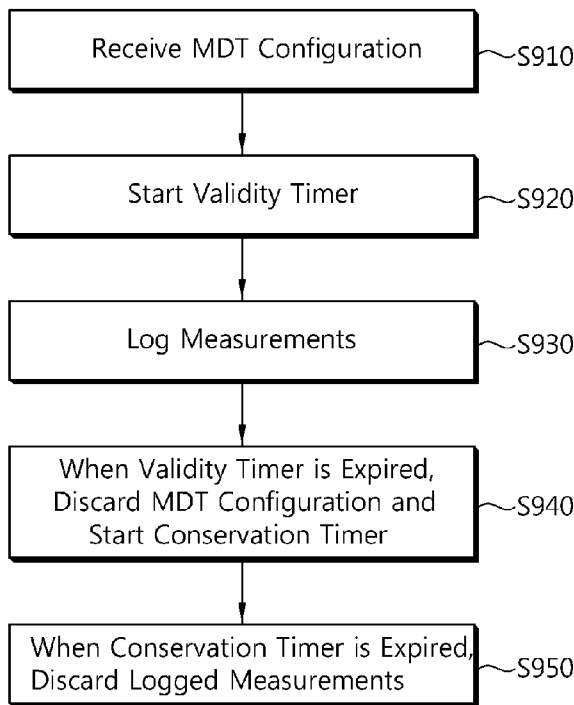 Receive MDT Configuration
S910
Start Validity Timer
S920
Log Measurements
S930
When Validity Timer is Expired,
Discard MDT Configuration and
Start Conservation Timer
S940
When Conservation Timer is Expired,
Discard Logged Measurements
S950